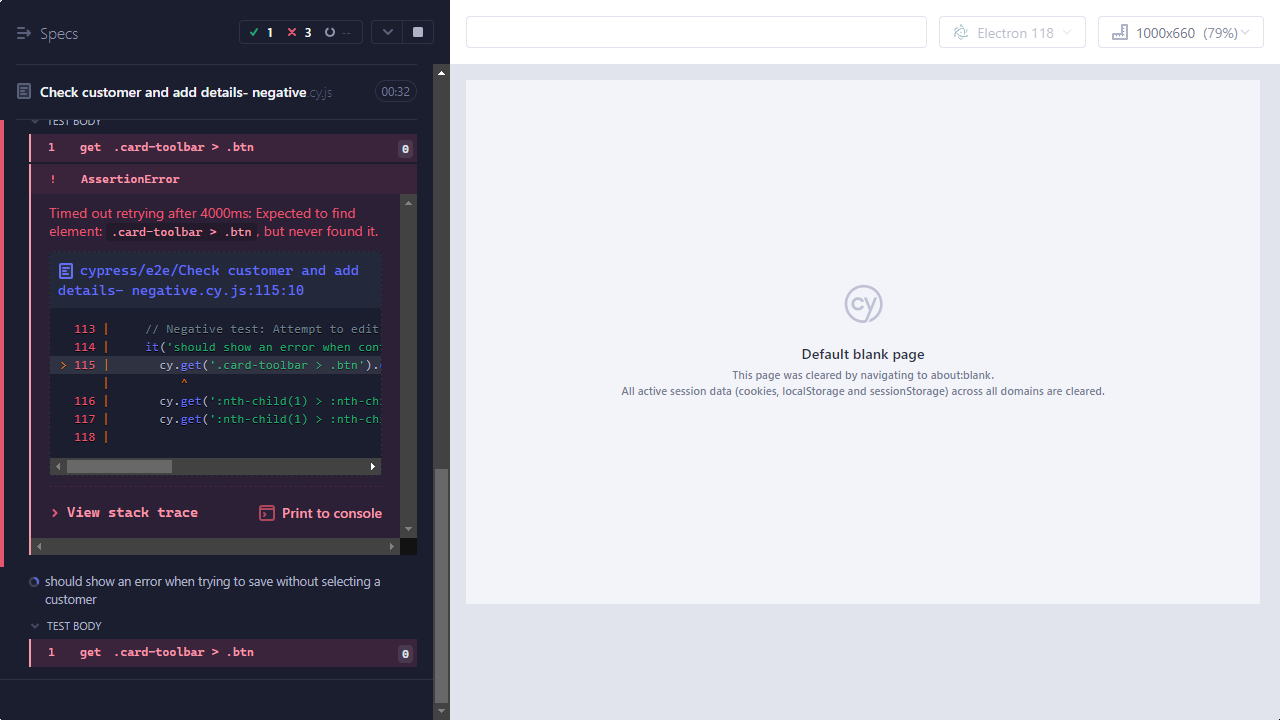 Specs
1
3
--
Electron 118
1000x660 (79%)
Check customer and add details- negative.cy.js
00:32
TEST BODY
1 get .card-toolbar > .btn 0
! AssertionError
Timed out retrying after 4000ms: Expected to find
element: .card-toolbar > .btn, but never found it.
cypress/e2e/Check customer and add
details- negative.cy.js:115:10
113 | // Negative test: Attempt to edit
114 | it('should show an error when con
> 115 | cy.get('.card-toolbar > .btn').
| ^
116 | cy.get(':nth-child(1) > :nth-chi
117 | cy.get(':nth-child(1) > :nth-chi
118 |
> View stack trace
Print to console
should show an error when trying to save without selecting a
customer
TEST BODY
1 get .card-toolbar > .btn 0
cy
Default blank page
This page was cleared by navigating to about:blank.
All active session data (cookies, localStorage and sessionStorage) across all domains are cleared.